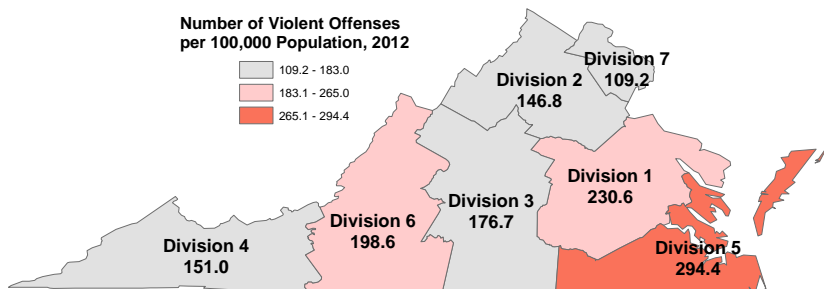 Number of Violent Offenses
per 100,000 Population, 2012
109.2 - 183.0
183.1 - 265.0
265.1 - 294.4
Division 7
109.2
Division 2
146.8
Division 1
230.6
Division 3
176.7
Division 6
198.6
Division 4
151.0
Division 5
294.4